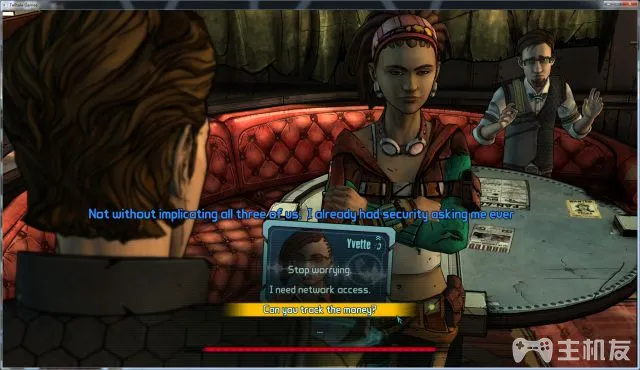 Telltale Games
Not without implicating all three of us. I already had security asking me ever
Yvette
Stop worrying.
I need network access.
Can you track the money?
...
主机友